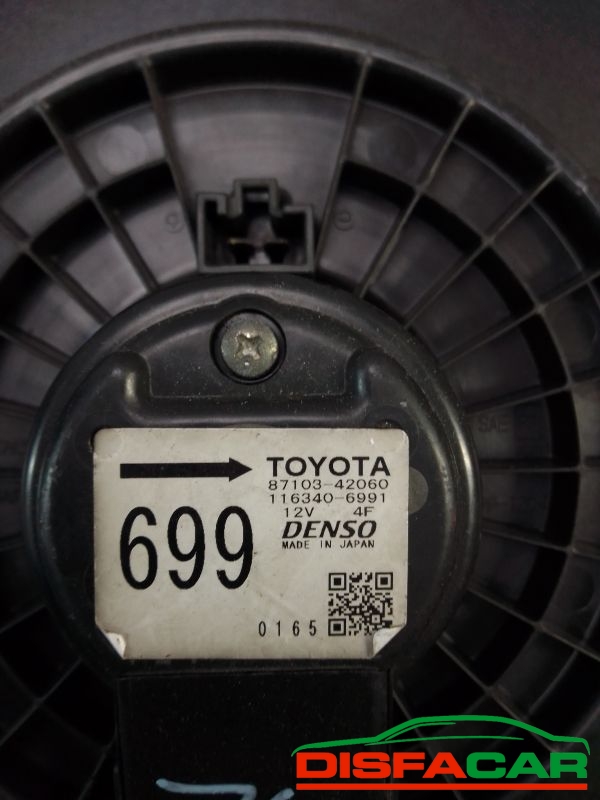 TOYOTA
87103-42060
116340-6991
12V 4F
DENSO
MADE IN JAPAN
699
0165
DISFACAR